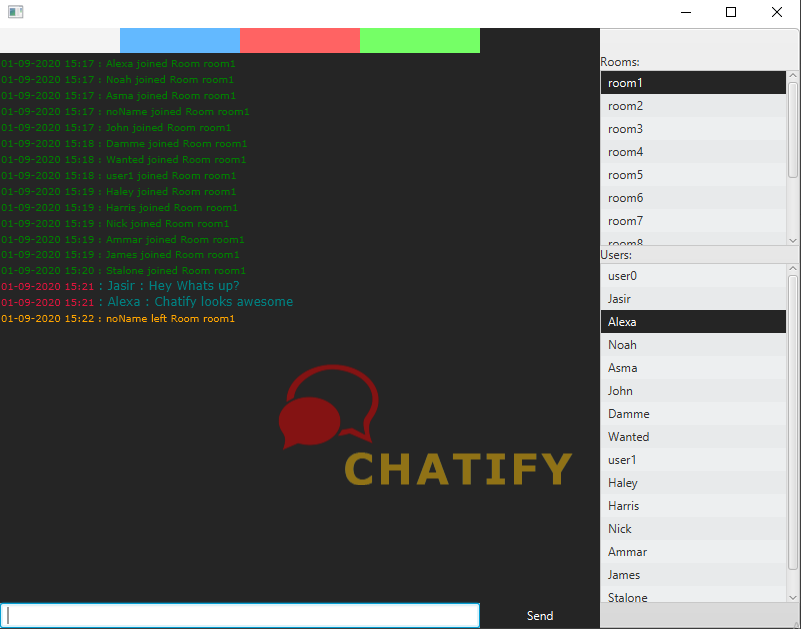 01-09-2020 15:17 : Alexa joined Room room1
01-09-2020 15:17 : Noah joined Room room1
01-09-2020 15:17 : Asma joined Room room1
01-09-2020 15:17 : noName joined Room room1
01-09-2020 15:17 : John joined Room room1
01-09-2020 15:18 : Damme joined Room room1
01-09-2020 15:18 : Wanted joined Room room1
01-09-2020 15:18 : user1 joined Room room1
01-09-2020 15:19 : Haley joined Room room1
01-09-2020 15:19 : Harris joined Room room1
01-09-2020 15:19 : Nick joined Room room1
01-09-2020 15:19 : Ammar joined Room room1
01-09-2020 15:19 : James joined Room room1
01-09-2020 15:20 : Stalone joined Room room1
01-09-2020 15:21 : Jasir : Hey Whats up?
01-09-2020 15:21 : Alexa : Chatify looks awesome
01-09-2020 15:22 : noName left Room room1
CHATIFY
Send
Rooms:
room1
room2
room3
room4
room5
room6
room7
room8
Users:
user0
Jasir
Alexa
Noah
Asma
John
Damme
Wanted
user1
Haley
Harris
Nick
Ammar
James
Stalone